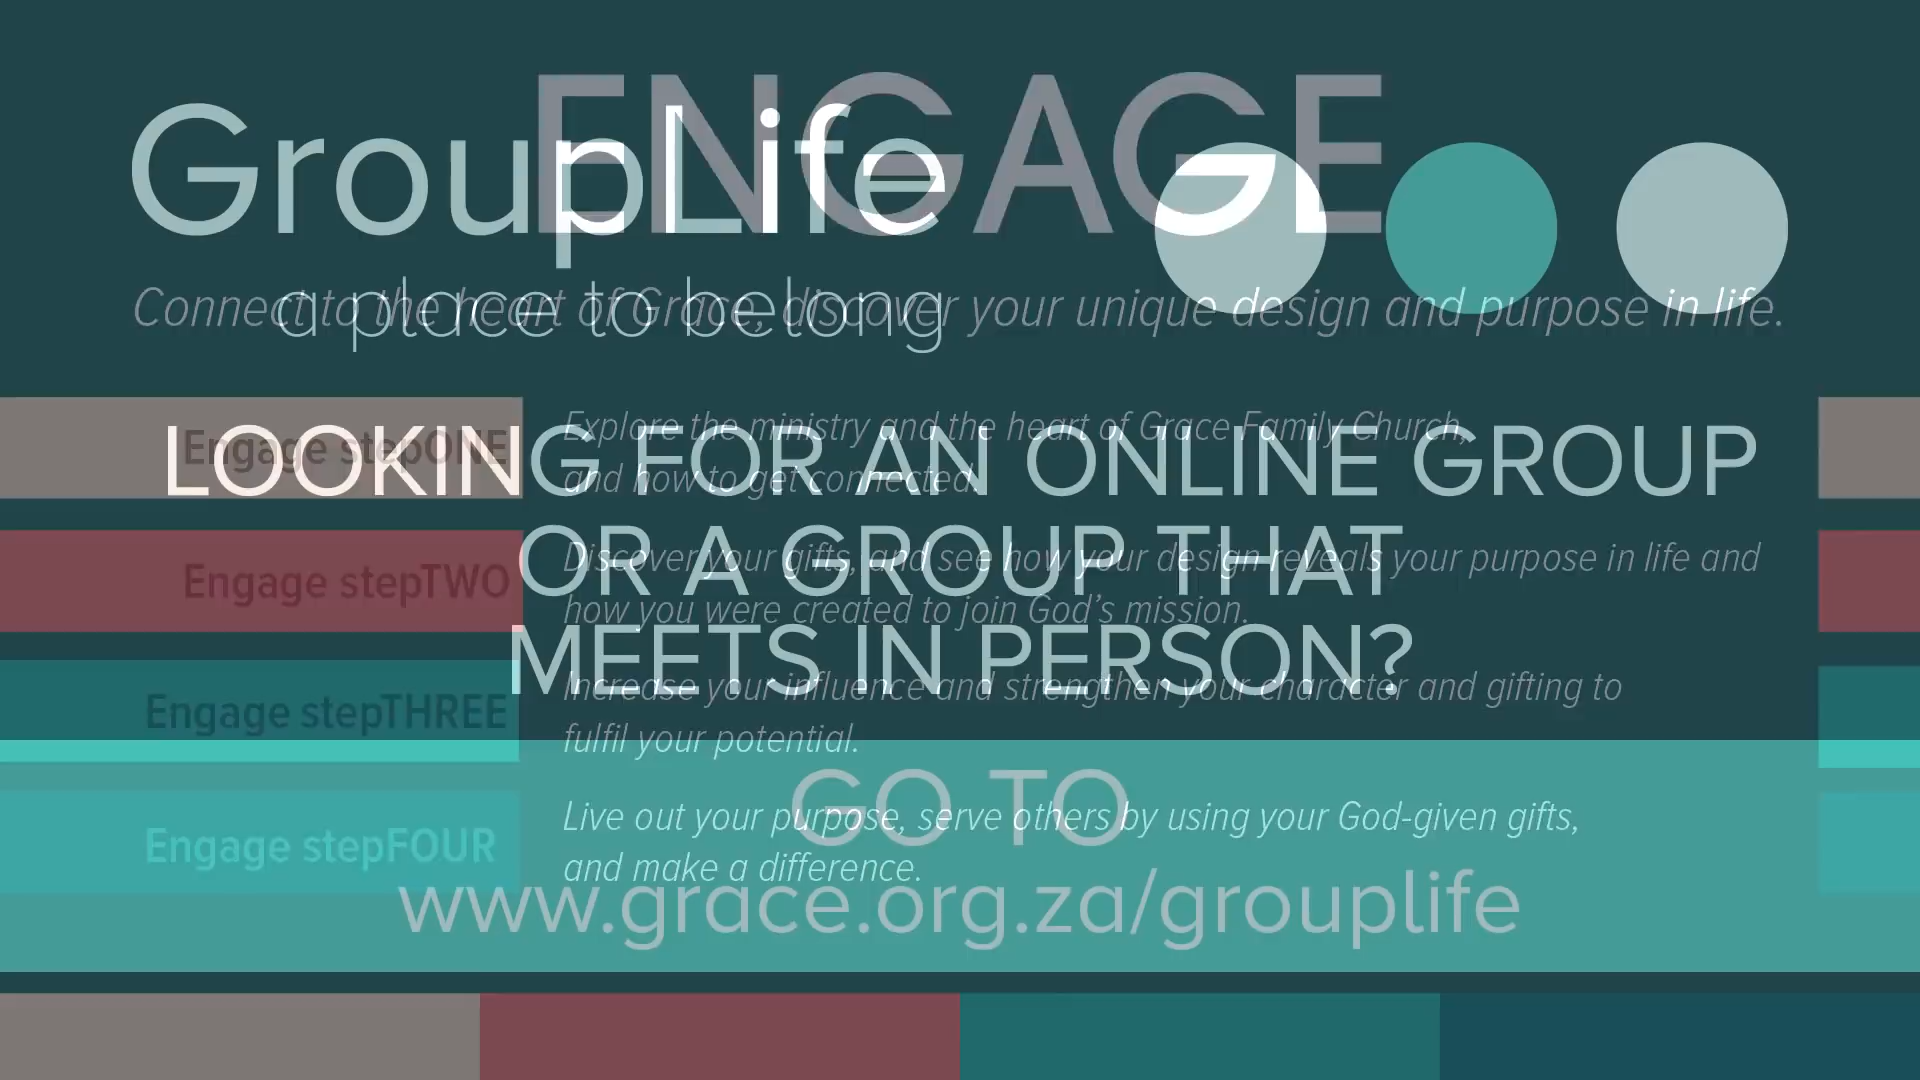 GroupLife
a place to belong
LOOKING FOR AN ONLINE GROUP
OR A GROUP THAT
MEETS IN PERSON?
GO TO
www.grace.org.za/grouplife
ENGAGE
Connect to the heart of Grace, discover your unique design and purpose in life.
Engage stepONE
Explore the ministry and the heart of Grace Family Church,
and how to get connected.
Engage stepTWO
Discover your gifts, and see how your design reveals your purpose in life and
how you were created to join God’s mission.
Engage stepTHREE
Increase your influence and strengthen your character and gifting to
fulfil your potential.
Engage stepFOUR
Live out your purpose, serve others by using your God-given gifts,
and make a difference.